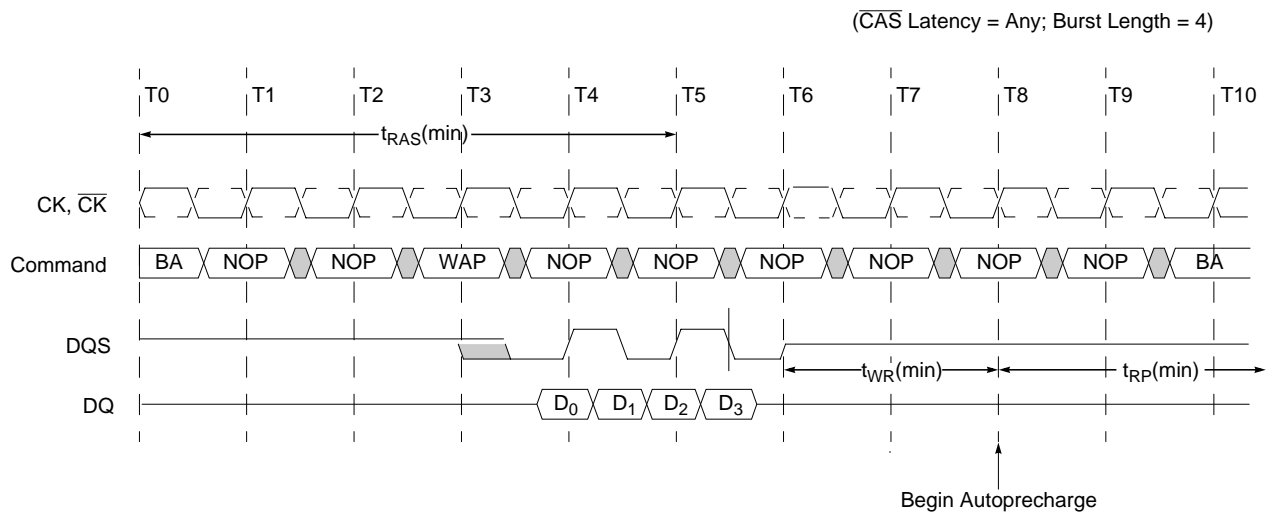 (CAS Latency = Any; Burst Length = 4)
T0 T1 T2 T3 T4 T5 T6 T7 T8 T9 T10
tRAS(min)
CK, CK
Command BA NOP NOP WAP NOP NOP NOP NOP NOP NOP BA
DQS
tWR(min) tRP(min)
DQ D0 D1 D2 D3
Begin Autoprecharge